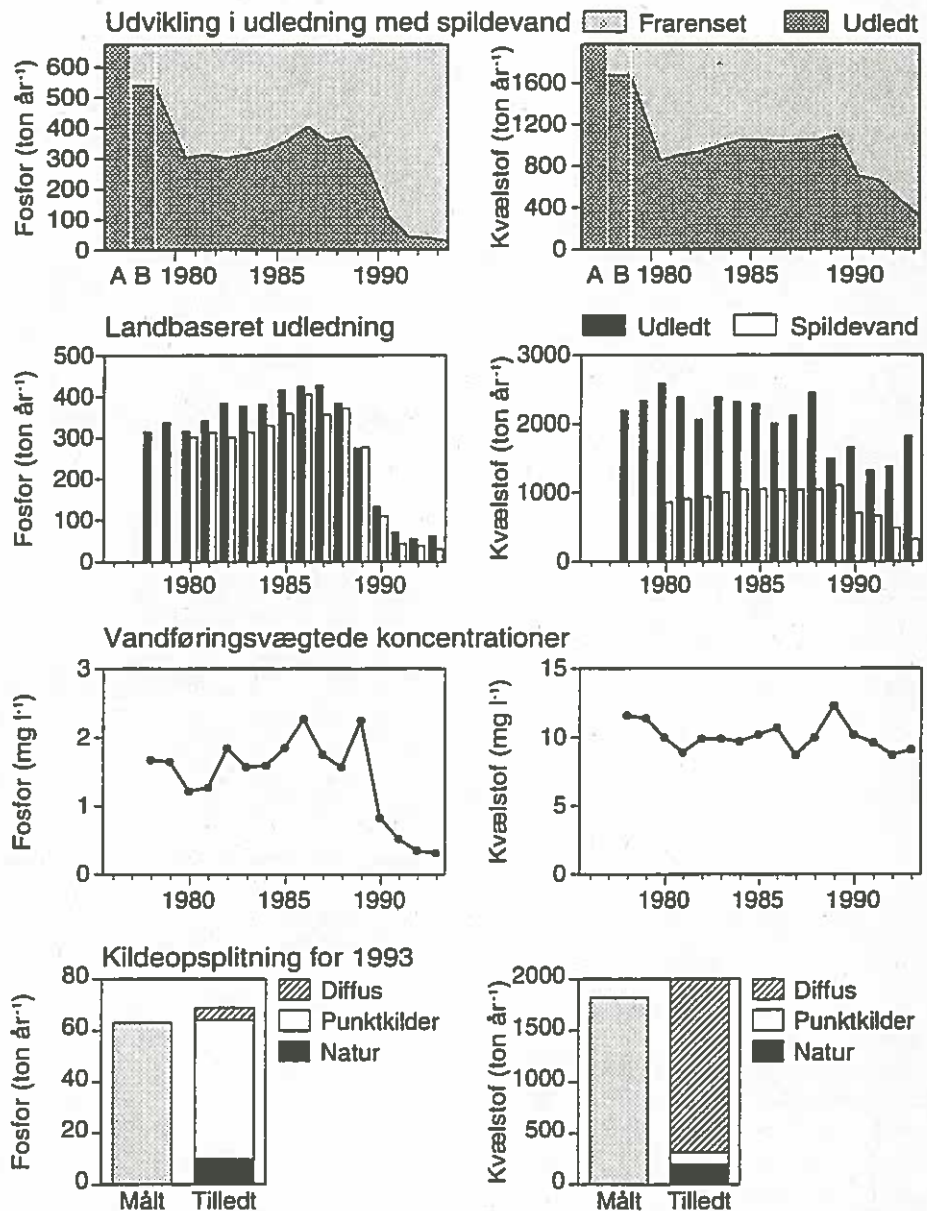 Udvikling i udledning med spildevand Frarenset Udledt
Fosfor (ton år⁻¹)
600
500
400
300
200
100
0
A B 1980 1985 1990
Kvælstof (ton år⁻¹)
1600
1200
800
400
0
A B 1980 1985 1990
Landbaseret udledning
Udledt Spildevand
Fosfor (ton år⁻¹)
500
400
300
200
100
0
1980 1985 1990
Kvælstof (ton år⁻¹)
3000
2000
1000
0
1980 1985 1990
Vandføringsvægtede koncentrationer
Fosfor (mg l⁻¹)
3
2
1
0
1980 1985 1990
Kvælstof (mg l⁻¹)
15
10
5
0
1980 1985 1990
Kildeopsplitning for 1993
Fosfor (ton år⁻¹)
80
60
40
20
0
Målt Tilledt
Diffus
Punktkilder
Natur
Kvælstof (ton år⁻¹)
2000
1500
1000
500
0
Målt Tilledt
Diffus
Punktkilder
Natur